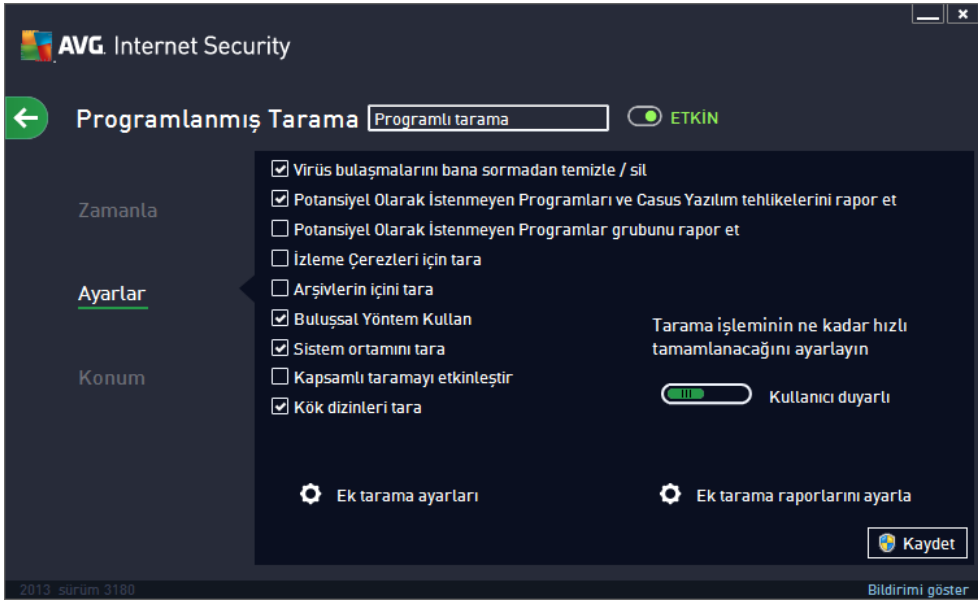 AVG. Internet Security
Programlanmış Tarama
Programlı tarama
ETKİN
Zamanla
Ayarlar
Konum
Virüs bulaşmalarını bana sormadan temizle / sil
Potansiyel Olarak İstenmeyen Programları ve Casus Yazılım tehlikelerini rapor et
Potansiyel Olarak İstenmeyen Programlar grubunu rapor et
İzleme Çerezleri için tara
Arşivlerin içini tara
Buluşsal Yöntem Kullan
Sistem ortamını tara
Kapsamlı taramayı etkinleştir
Kök dizinleri tara
Tarama işleminin ne kadar hızlı
tamamlanacağını ayarlayın
Kullanıcı duyarlı
Ek tarama ayarları
Ek tarama raporlarını ayarla
Kaydet
2013 sürüm 3180
Bildirimi göster